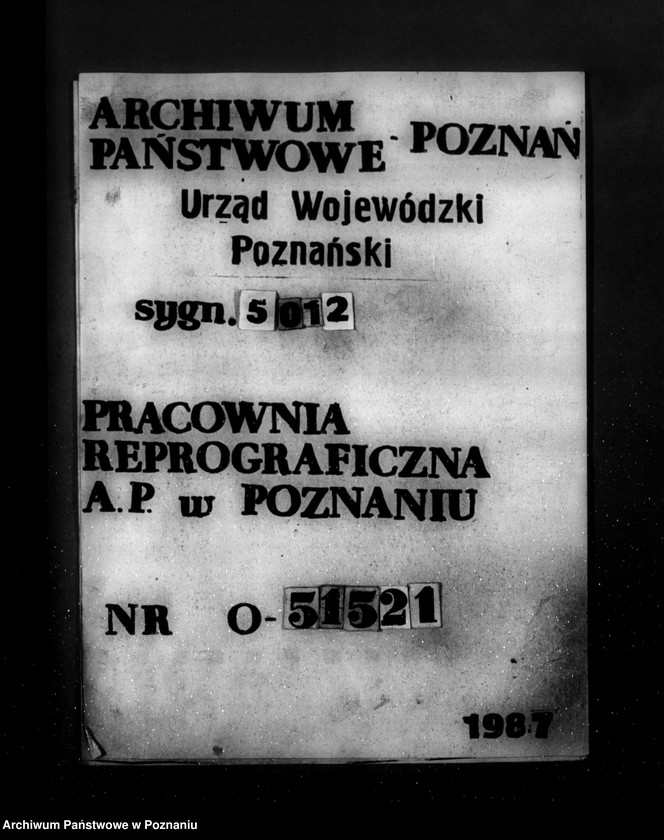 ARCHIWUM
PAŃSTWOWE - POZNAŃ
Urząd Wojewódzki
Poznański
sygn. 5012
PRACOWNIA
REPROGRAFICZNA
A.P. w POZNANIU
NR O-51521
1987
Archiwum Państwowe w Poznaniu